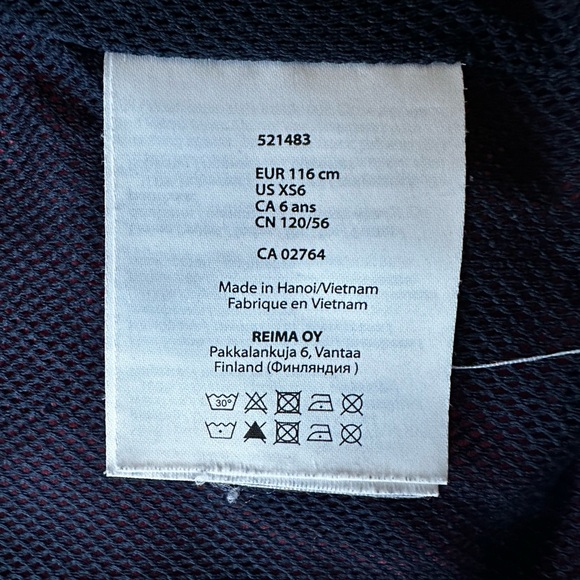 521483
EUR 116 cm
US XS6
CA 6 ans
CN 120/56
CA 02764
Made in Hanoi/Vietnam
Fabrique en Vietnam
REIMA OY
Pakkalankuja 6, Vantaa
Finland (Финляндия )
30°